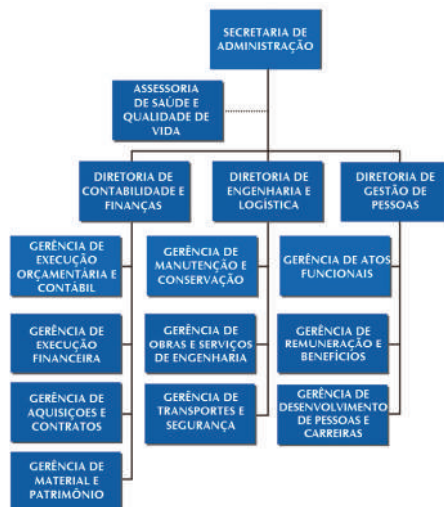 SECRETARIA DE
ADMINISTRAÇÃO
ASSESSORIA
DE SAÚDE E
QUALIDADE DE
VIDA
DIRETORIA DE
CONTABILIDADE E
FINANÇAS
DIRETORIA DE
ENGENHARIA E
LOGÍSTICA
DIRETORIA DE
GESTÃO DE
PESSOAS
GERÊNCIA DE
EXECUÇÃO
ORÇAMENTÁRIA E
CONTÁBIL
GERÊNCIA DE
MANUTENÇÃO E
CONSERVAÇÃO
GERÊNCIA DE ATOS
FUNCIONAIS
GERÊNCIA DE
EXECUÇÃO
FINANCEIRA
GERÊNCIA DE
OBRAS E SERVIÇOS
DE ENGENHARIA
GERÊNCIA DE
REMUNERAÇÃO E
BENEFÍCIOS
GERÊNCIA DE
AQUISIÇOES E
CONTRATOS
GERÊNCIA DE
TRANSPORTES E
SEGURANÇA
GERÊNCIA DE
DESENVOLVIMENTO
DE PESSOAS E
CARREIRAS
GERÊNCIA DE
MATERIAL E
PATRIMÔNIO